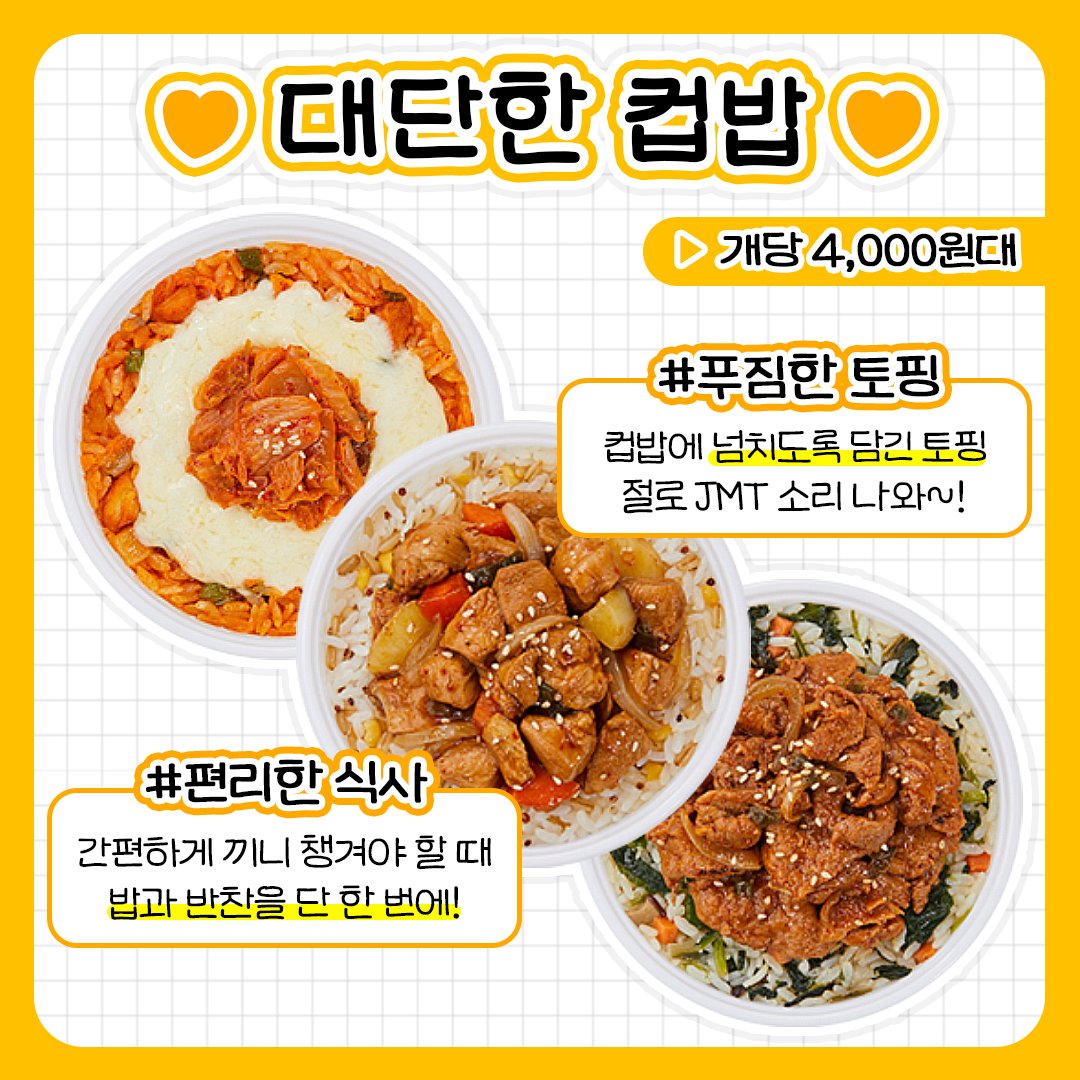 대단한 컵밥
개당 4,000원대
#푸짐한 토핑
컵밥에 넘치도록 담긴 토핑
절로 JMT 소리 나와~!
#편리한 식사
간편하게 끼니 챙겨야 할 때
밥과 반찬을 단 한 번에!